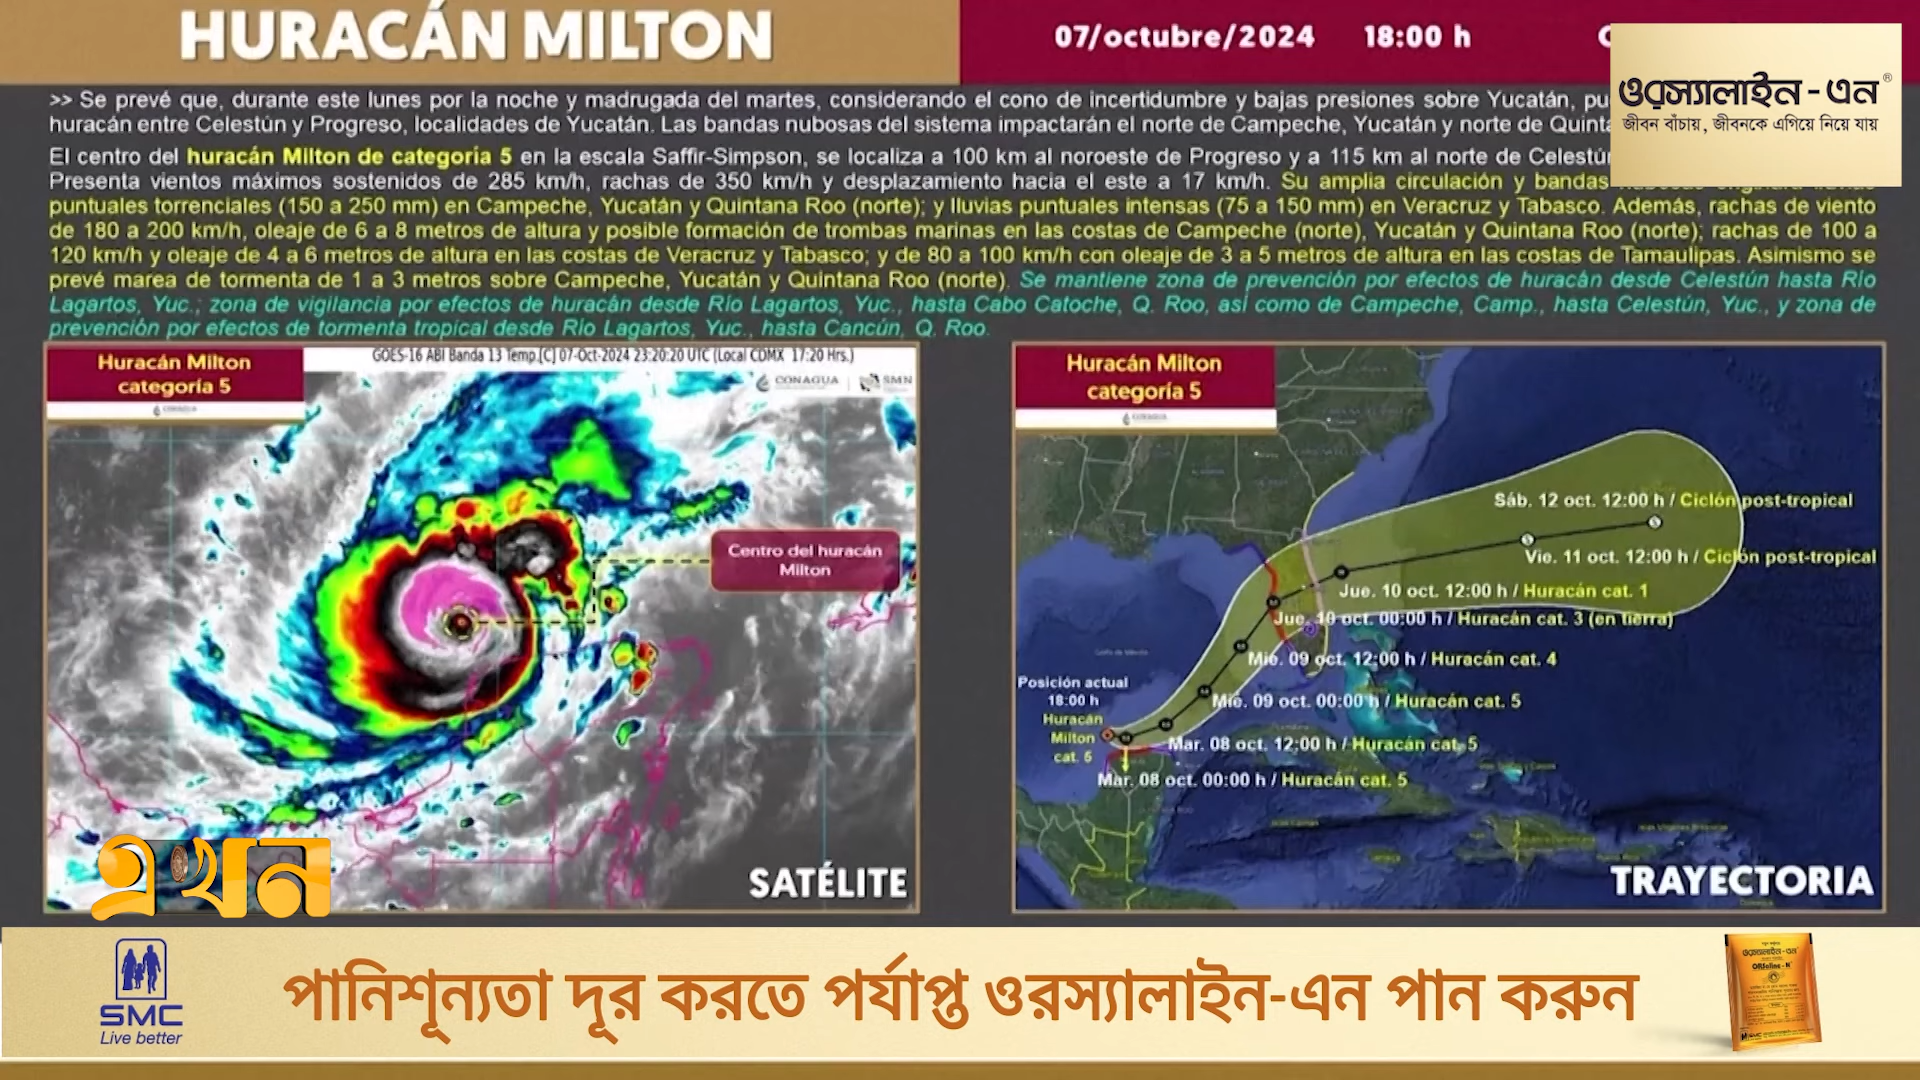 HURACÁN MILTON
07/octubre/2024 18:00 h
ওরস্যালাইন-এন®
জীবন বাঁচায়, জীবনকে এগিয়ে নিয়ে যায়
>> Se prevé que, durante este lunes por la noche y madrugada del martes, considerando el cono de incertidumbre y bajas presiones sobre Yucatán,
huracán entre Celestún y Progreso, localidades de Yucatán. Las bandas nubosas del sistema impactarán el norte de Campeche, Yucatán y norte de
El centro del huracán Milton de categoría 5 en la escala Saffir-Simpson, se localiza a 100 km al noroeste de Progreso y a 115 km al norte de
Presenta vientos máximos sostenidos de 285 km/h, rachas de 350 km/h y desplazamiento hacia el este a 17 km/h. Su amplia circulación y bandas
puntuales torrenciales (150 a 250 mm) en Campeche, Yucatán y Quintana Roo (norte); y lluvias puntuales intensas (75 a 150 mm) en Veracruz y Tabasco. Además, rachas de viento
de 180 a 200 km/h, oleaje de 6 a 8 metros de altura y posible formación de trombas marinas en las costas de Campeche (norte), Yucatán y Quintana Roo (norte); rachas de 100 a
120 km/h y oleaje de 4 a 6 metros de altura en las costas de Veracruz y Tabasco; y de 80 a 100 km/h con oleaje de 3 a 5 metros de altura en las costas de Tamaulipas. Asimismo se
prevé marea de tormenta de 1 a 3 metros sobre Campeche, Yucatán y Quintana Roo (norte). Se mantiene zona de prevención por efectos de huracán desde Celestún hasta Río
Lagartos, Yuc.; zona de vigilancia por efectos de huracán desde Río Lagartos, Yuc., hasta Cabo Catoche, Q. Roo, así como de Campeche, Camp., hasta Celestún, Yuc., y zona de
prevención por efectos de tormenta tropical desde Río Lagartos, Yuc., hasta Cancún, Q. Roo.
Huracán Milton
categoría 5
CONAGUA
GOES-16 ABI Banda 13 Temp.[C] 07-Oct-2024 23:20:20 UTC (Local CDMX 17:20 Hrs.)
CONAGUA SMN
Centro del huracán
Milton
SATÉLITE
Huracán Milton
categoría 5
CONAGUA
Sáb. 12 oct. 12:00 h / Ciclón post-tropical
Vie. 11 oct. 12:00 h / Ciclón post-tropical
Jue. 10 oct. 12:00 h / Huracán cat. 1
Jue. 10 oct. 00:00 h / Huracán cat. 3 (en tierra)
Mié. 09 oct. 12:00 h / Huracán cat. 4
Mié. 09 oct. 00:00 h / Huracán cat. 5
Mar. 08 oct. 12:00 h / Huracán cat. 5
Mar. 08 oct. 00:00 h / Huracán cat. 5
Posición actual
18:00 h
Huracán
Milton
cat. 5
TRAYECTORIA
এখন
SMC
Live better
পানিশূন্যতা দূর করতে পর্যাপ্ত ওরস্যালাইন-এন পান করুন
ওরস্যালাইন-এন
ORSaline-N
SMC